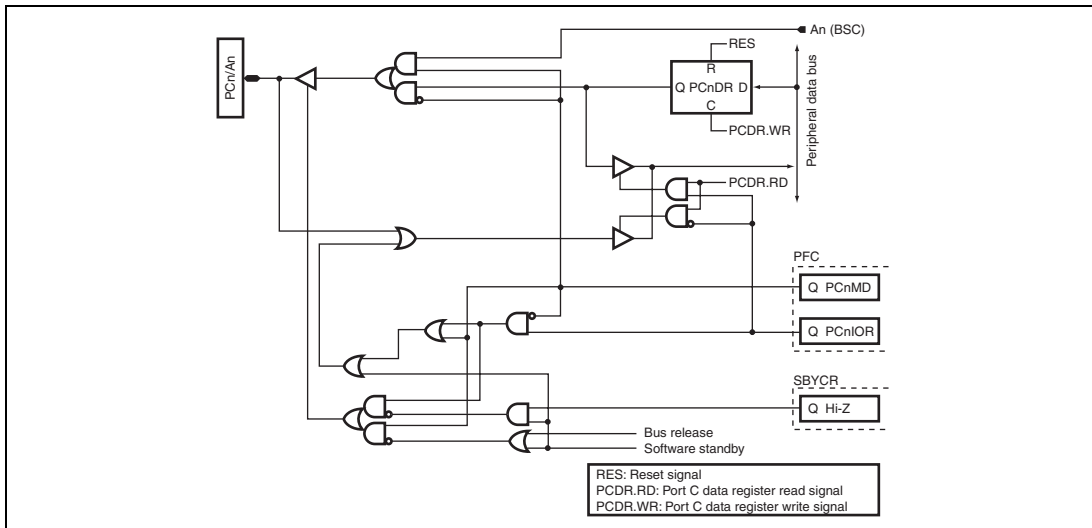 PCn/An
An (BSC)
RES
R
Q PCnDR D
C
PCDR.WR
Peripheral data bus
PCDR.RD
PFC
Q PCnMD
Q PCnIOR
SBYCR
Q Hi-Z
Bus release
Software standby
RES: Reset signal
PCDR.RD: Port C data register read signal
PCDR.WR: Port C data register write signal